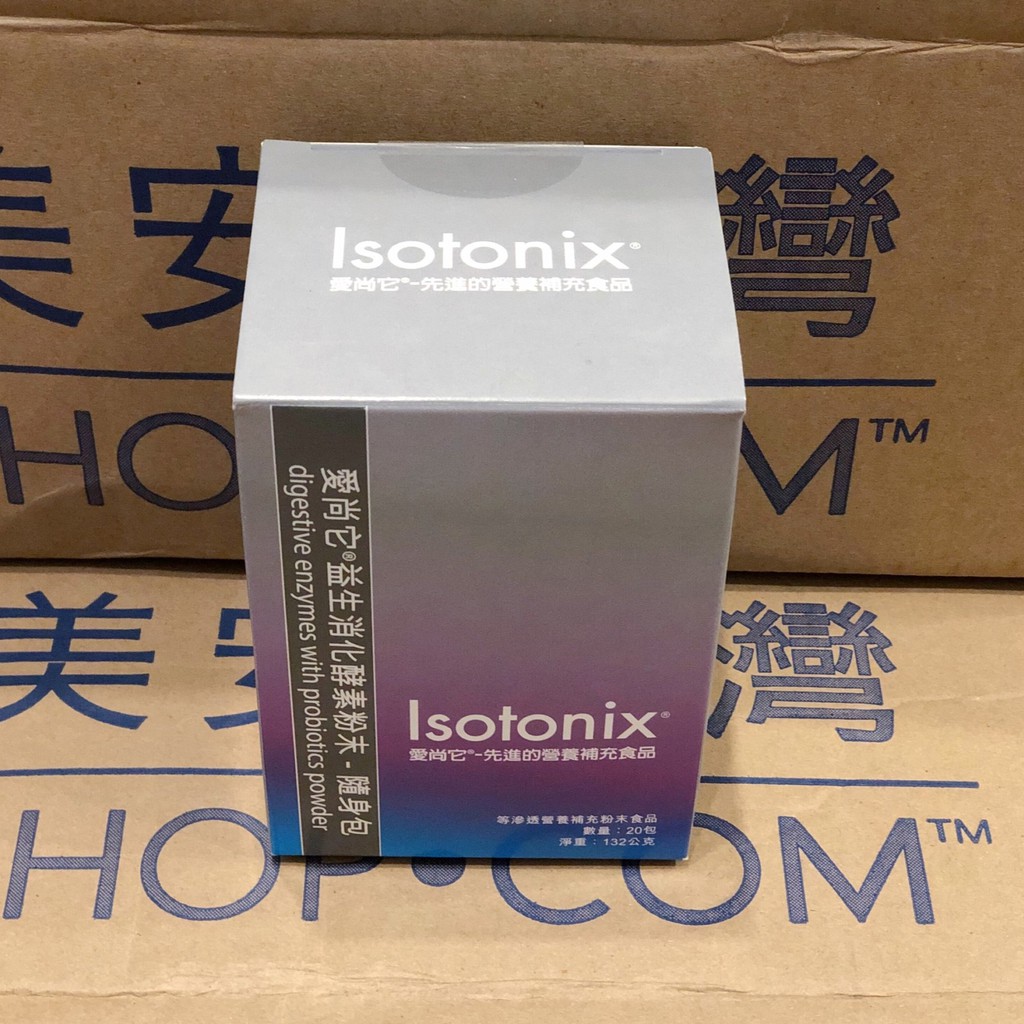 美安 灣
HOP.COM™
Isotonix®
愛尚它®-先進的營養補充食品
愛尚它®益生消化酵素粉末-隨身包
digestive enzymes with probiotics powder
Isotonix®
愛尚它®-先進的營養補充食品
等滲透營養補充粉末食品
數量:20包
淨重:132公克
美安 灣
HOP•COM™